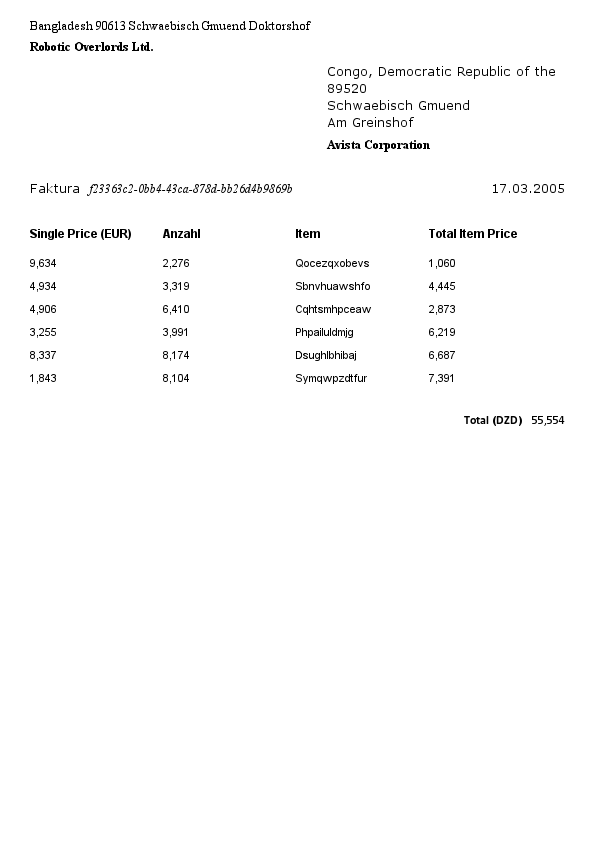 Bangladesh 90613 Schwaebisch Gmuend Doktorshof
Robotic Overlords Ltd.
Congo, Democratic Republic of the
89520
Schwaebisch Gmuend
Am Greinshof
Avista Corporation
Faktura f23363c2-0bb4-43ca-878d-bb26d4b9869b 17.03.2005
Single Price (EUR) Anzahl Item Total Item Price
9,634 2,276 Qocezqxobevs 1,060
4,934 3,319 Sbnvhuawshfo 4,445
4,906 6,410 Cqhtsmhpceaw 2,873
3,255 3,991 Phpailuldmjg 6,219
8,337 8,174 Dsughlbhibaj 6,687
1,843 8,104 Symqwpzdtfur 7,391
Total (DZD) 55,554